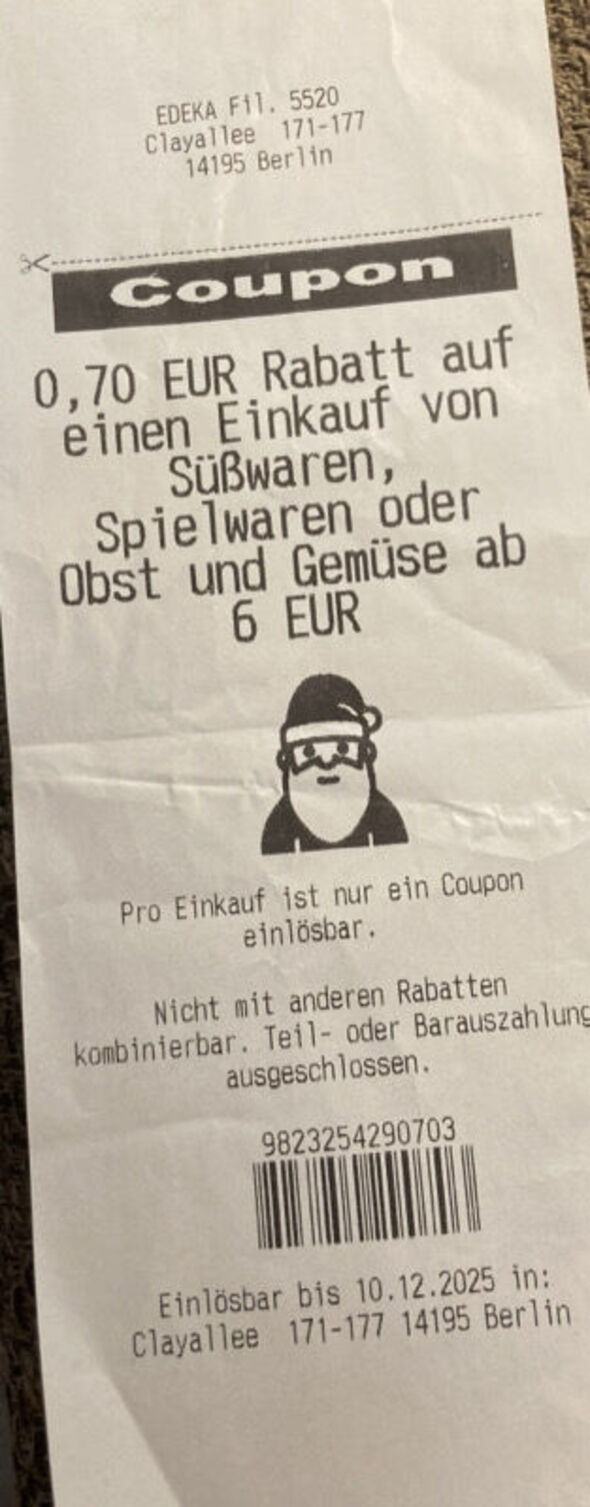 EDEKA Fil. 5520
Clayallee 171-177
14195 Berlin
Coupon
0,70 EUR Rabatt auf
einen Einkauf von
Süßwaren,
Spielwaren oder
Obst und Gemüse ab
6 EUR
Pro Einkauf ist nur ein Coupon
einlösbar.
Nicht mit anderen Rabatten
kombinierbar. Teil- oder Barauszahlung
ausgeschlossen.
9823254290703
Einlösbar bis 10.12.2025 in:
Clayallee 171-177 14195 Berlin